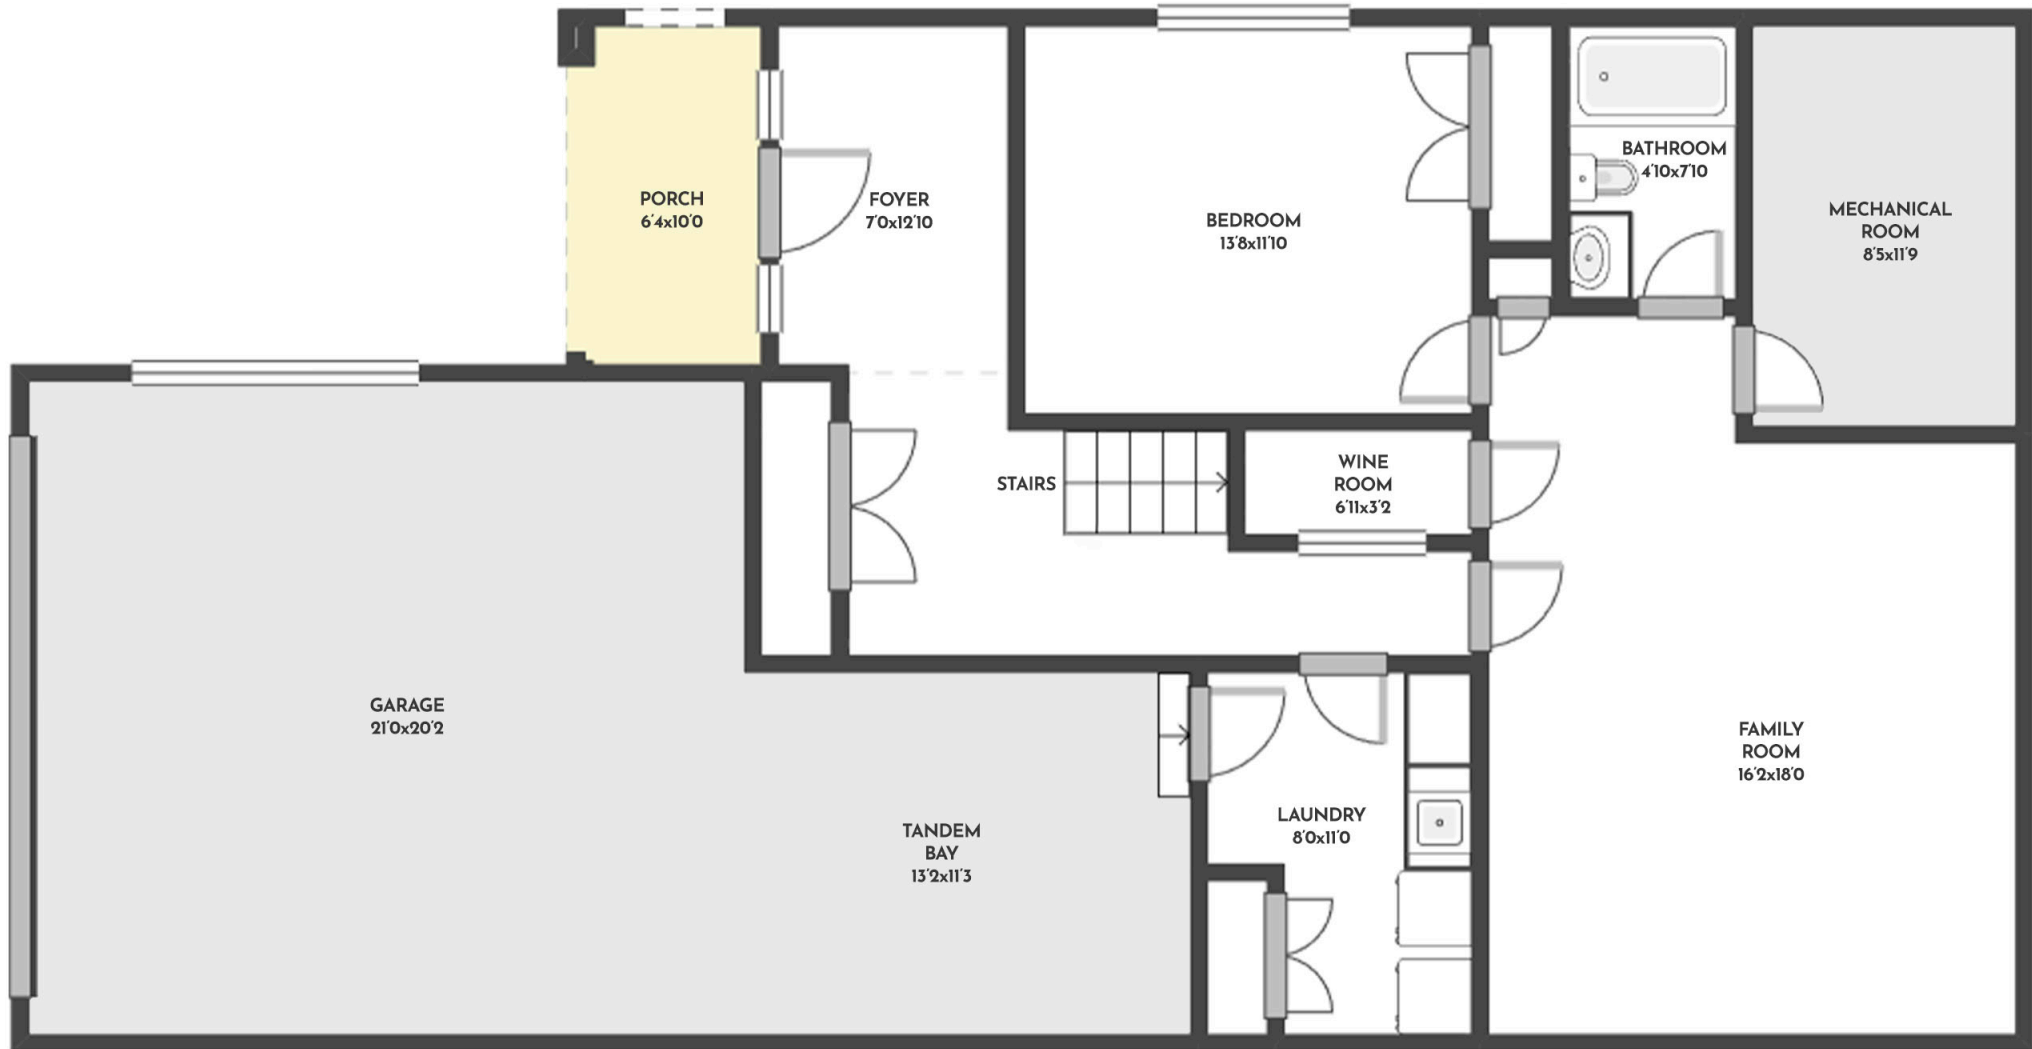 PORCH
6'4x10'0
FOYER
7'0x12'10
BEDROOM
13'8x11'10
BATHROOM
4'10x7'10
MECHANICAL
ROOM
8'5x11'9
STAIRS
WINE
ROOM
6'11x3'2
GARAGE
21'0x20'2
TANDEM
BAY
13'2x11'3
LAUNDRY
8'0x11'0
FAMILY
ROOM
16'2x18'0